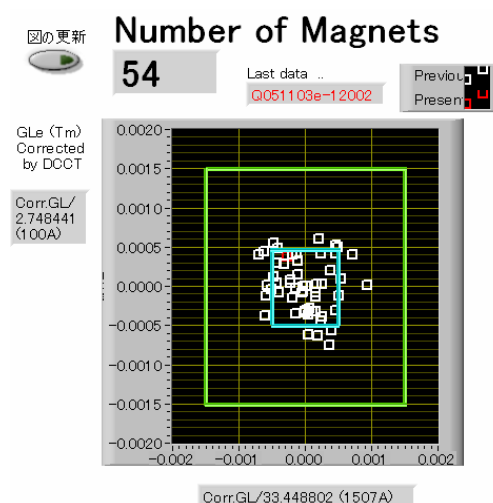 図の更新
Number of Magnets
54
Last data ..
Q051103e-12002
Previou
Presen
GLe (Tm)
Corrected
by DCCT
Corr.GL/
2.748441
(100A)
0.0020
0.0015
0.0010
0.0005
0.0000
-0.0005
-0.0010
-0.0015
-0.0020
-0.002 -0.001 0.000 0.001 0.002
Corr.GL/33.448802 (1507A)